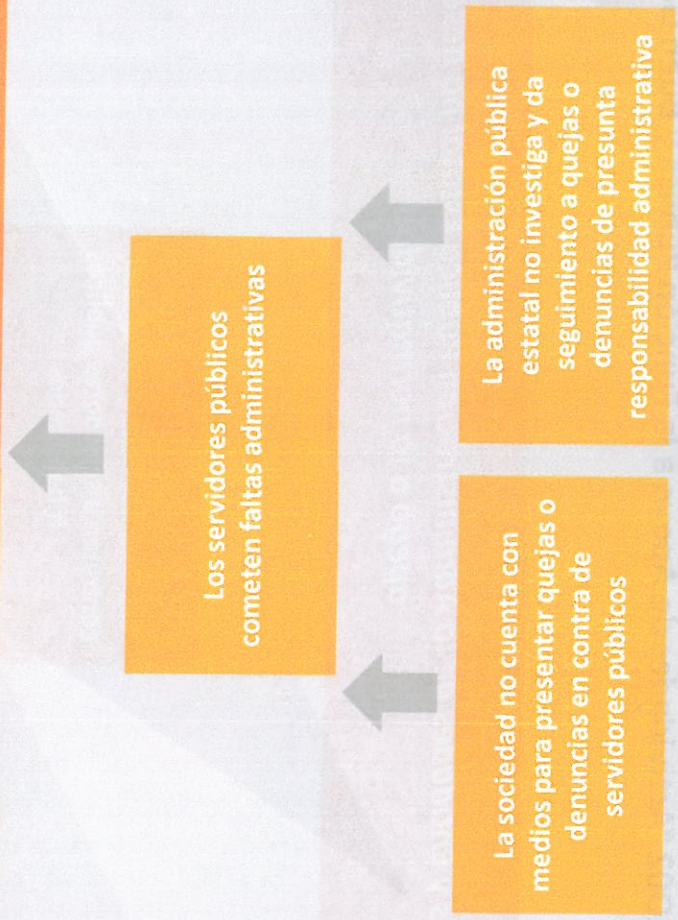 Los servidores públicos
cometen faltas administrativas
La sociedad no cuenta con
medios para presentar quejas o
denuncias en contra de
servidores públicos
La administración pública
estatal no investiga y da
seguimiento a quejas o
denuncias de presunta
responsabilidad administrativa